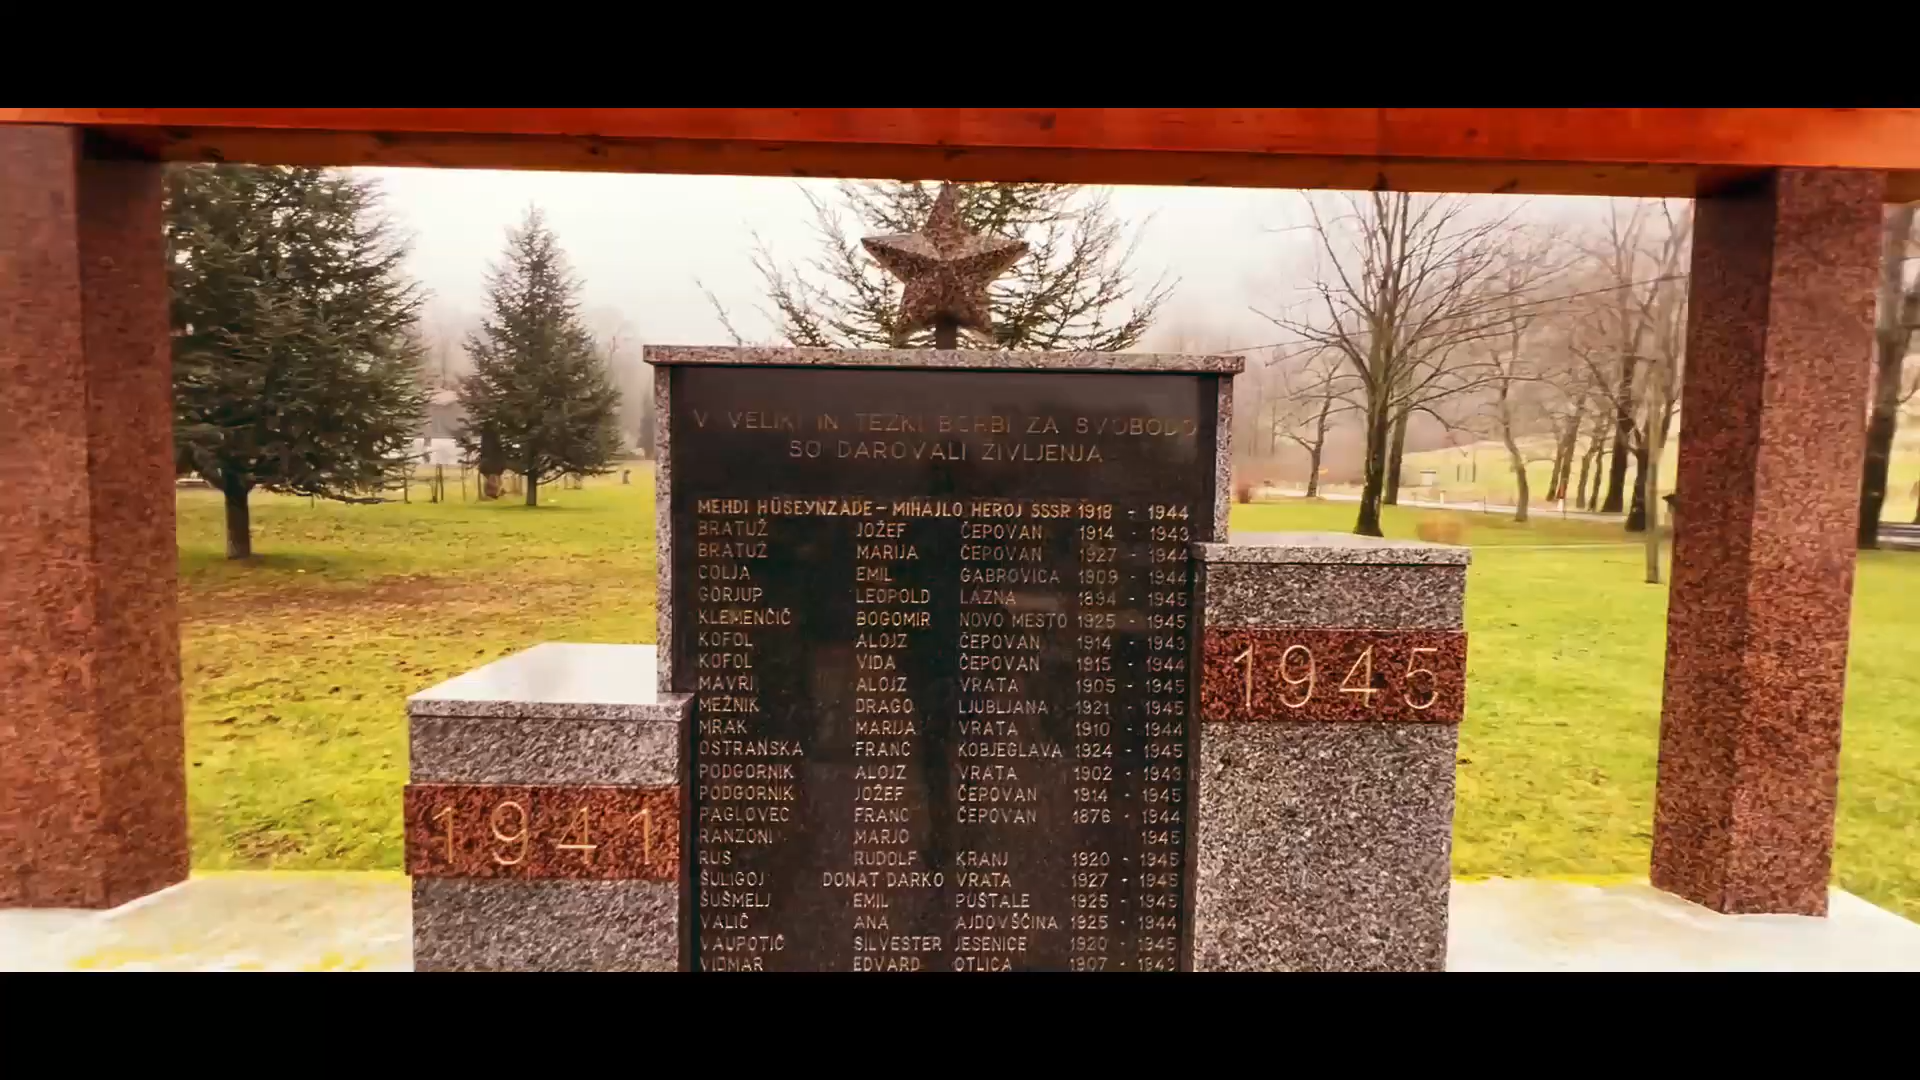 V VELIKI IN TEZKI BORBI ZA SVOBODO
SO DAROVALI ZIVLJENJA
MEHDI HÜSEYNZADE - MIHAJLO HEROJ SSSR 1918 - 1944
BRATUŽ JOŽEF ČEPOVAN 1914 - 1943
BRATUŽ MARIJA ČEPOVAN 1927 - 1944
COLJA EMIL GABROVICA 1909 - 1944
GORJUP LEOPOLD LAZNA 1894 - 1945
KLEMENČIČ BOGOMIR NOVO MESTO 1925 - 1945
KOFOL ALOJZ ČEPOVAN 1914 - 1943
KOFOL VIDA ČEPOVAN 1915 - 1944
MAVRI ALOJZ VRATA 1905 - 1945
MEŽNIK DRAGO LJUBLJANA 1921 - 1945
MRAK MARIJA VRATA 1910 - 1944
OSTRANSKA FRANC KOBJEGLAVA 1924 - 1945
PODGORNIK ALOJZ VRATA 1902 - 1943
PODGORNIK JOŽEF ČEPOVAN 1914 - 1945
PAGLOVEC FRANC ČEPOVAN 1876 - 1944
RANZONI MARJO 1945
RUS RUDOLF KRANJ 1920 - 1945
ŠULIGOJ DONAT DARKO VRATA 1927 - 1945
ŠUŠMELJ EMIL PUŠTALE 1925 - 1945
VALIČ ANA AJDOVŠČINA 1925 - 1944
VAUPOTIČ SILVESTER JESENICE 1920 - 1945
VIDMAR EDVARD OTLICA 1907 - 1943
1941
1945